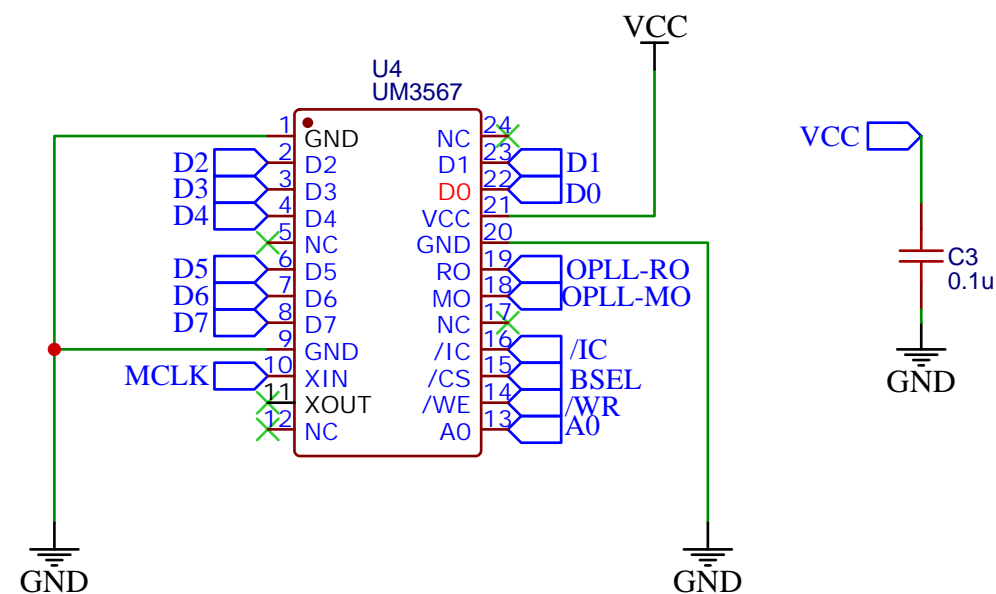 VCC
U4
UM3567
1 GND NC 24
D2 2 D2 D1 23 D1
D3 3 D3 D0 22 D0
D4 4 D4 VCC 21
5 NC GND 20
D5 6 D5 RO 19 OPLL-RO
D6 7 D6 MO 18 OPLL-MO
D7 8 D7 NC 17
9 GND /IC 16 /IC
MCLK 10 XIN /CS 15 BSEL
11 XOUT /WE 14 /WR
12 NC A0 13 A0
GND
GND
VCC
C3
0.1u
GND